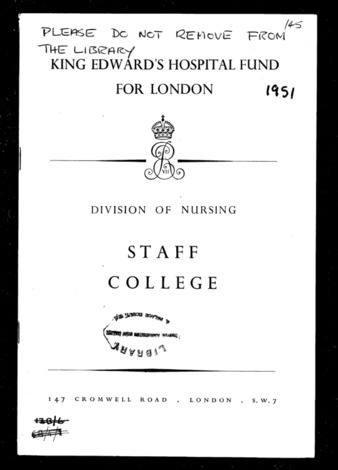 PLEASE DO NOT REMOVE FROM
THE LIBRARY
145
KING EDWARD'S HOSPITAL FUND
FOR LONDON
1951
VII
DIVISION OF NURSING
STAFF
COLLEGE
LIBRARY
147 CROMWELL ROAD . LONDON . S.W.7